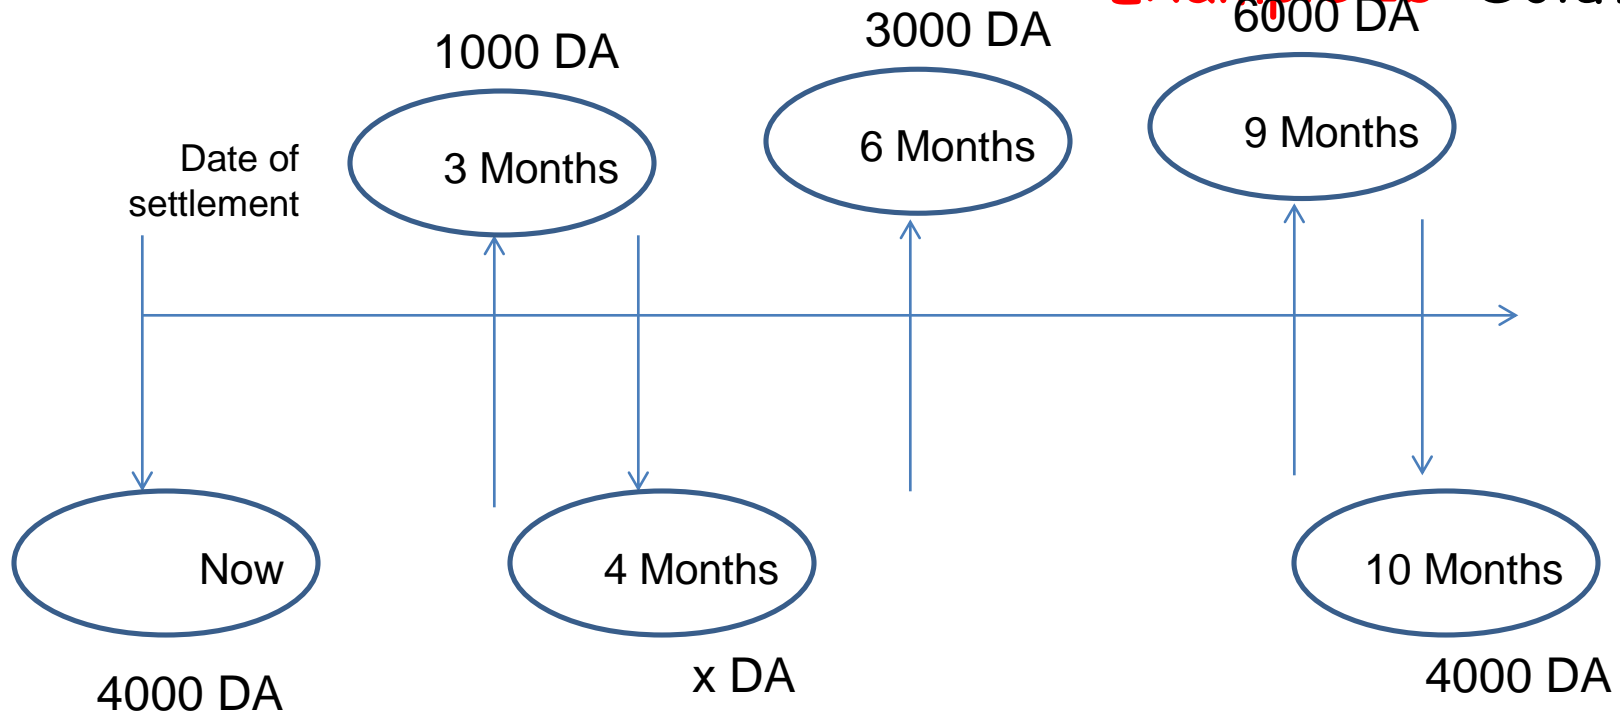 6000 DA
3000 DA
1000 DA
Date of
settlement
3 Months
6 Months
9 Months
Now
4 Months
10 Months
4000 DA
x DA
4000 DA